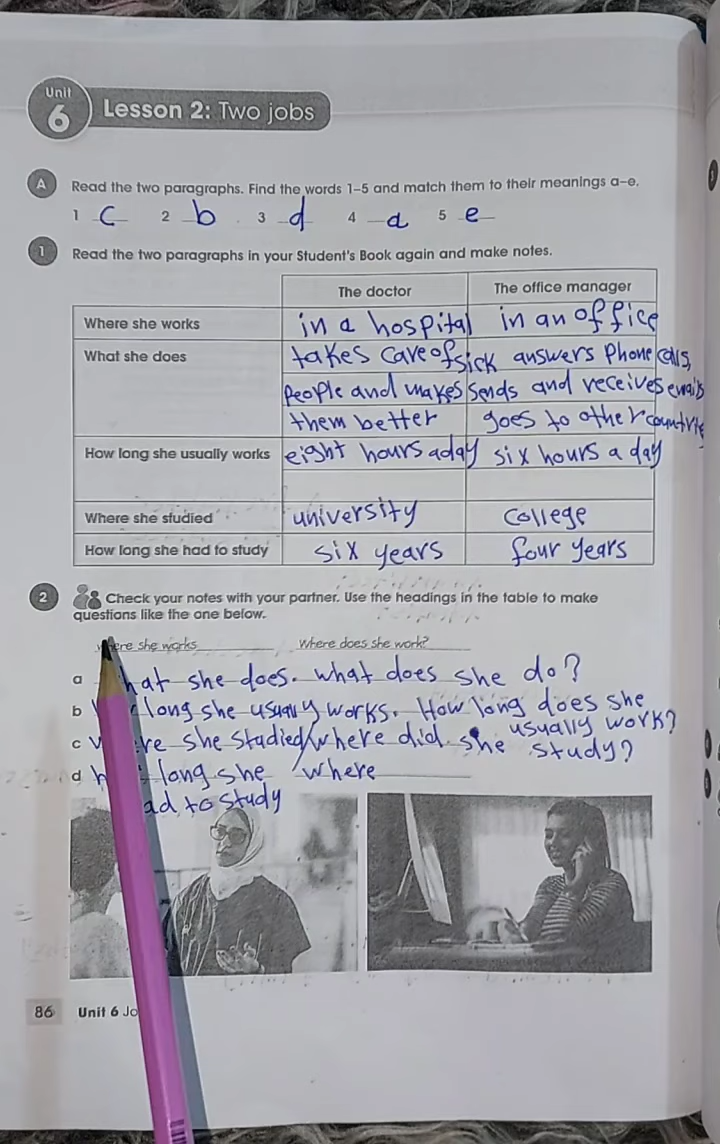 Unit
6
Lesson 2: Two jobs
A Read the two paragraphs. Find the words 1-5 and match them to their meanings a-e.
1 c 2 b 3 d 4 a 5 e
1 Read the two paragraphs in your Student's Book again and make notes.
The doctor The office manager
Where she works in a hospital in an office
What she does takes care of sick answers phone calls,
people and makes sends and receives emails
them better goes to other countries
How long she usually works eight hours a day six hours a day
Where she studied university college
How long she had to study six years four years
2 Check your notes with your partner. Use the headings in the table to make
questions like the one below.
she works Where does she work?
a she does. what does she do?
b long she usually works. How long does she
usually work?
c she studied/where did she study?
d long she where
to study
86 Unit 6